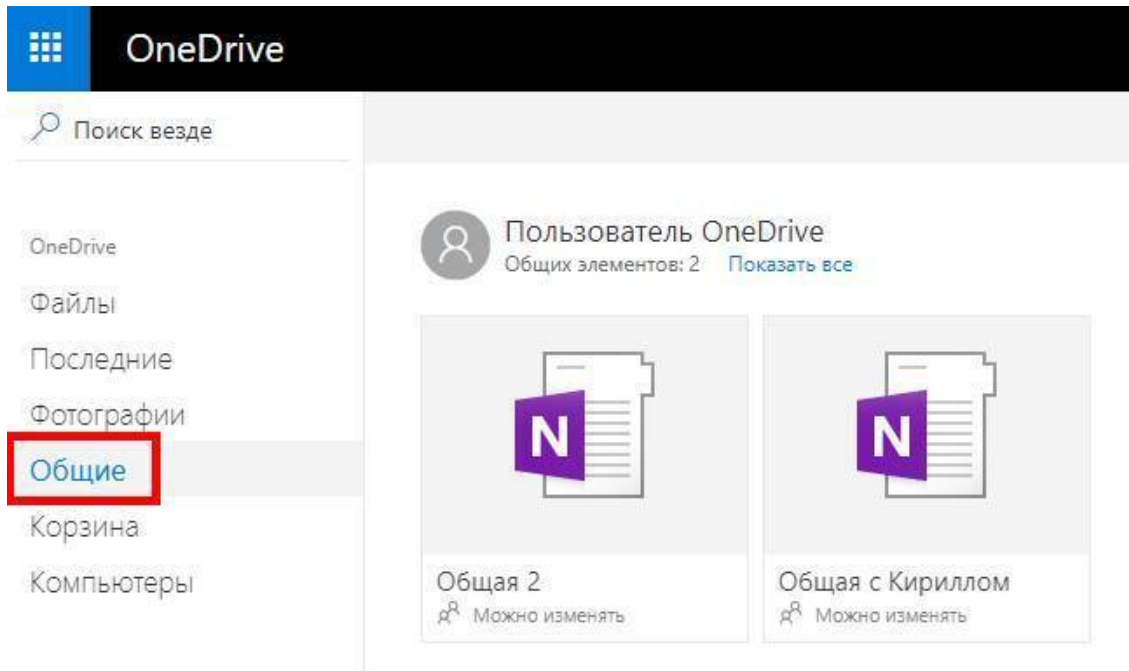 OneDrive
Поиск везде
OneDrive
Файлы
Последние
Фотографии
Общие
Корзина
Компьютеры
Пользователь OneDrive
Общих элементов: 2 Показать все
N
Общая 2
Можно изменять
N
Общая с Кириллом
Можно изменять